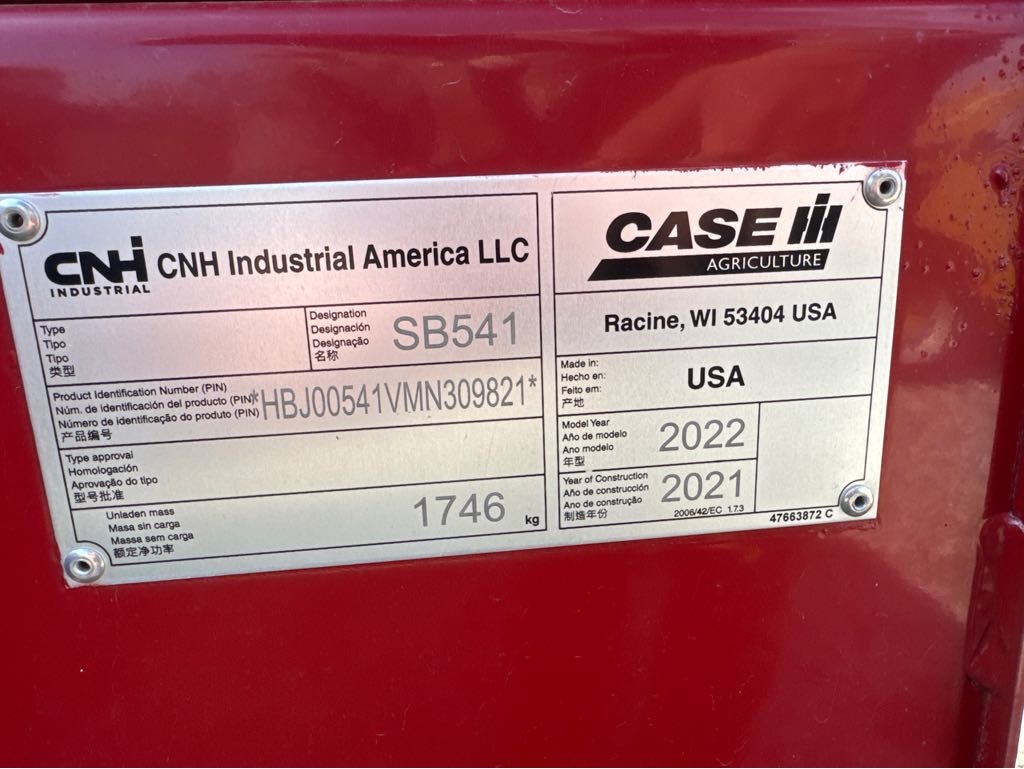 CNH INDUSTRIAL
CNH Industrial America LLC
Type
Tipo
Tipo
类型
Designation
Designación
Designação
名称
SB541
Product Identification Number (PIN)
Núm. de identificación del producto (PIN)
Número de identificação do produto (PIN)
产品编号
*HBJ00541VMN309821*
Type approval
Homologación
Aprovação do tipo
型号批准
Unladen mass
Masa sin carga
Massa sem carga
额定净功率
1746 kg
CASE IH
AGRICULTURE
Racine, WI 53404 USA
Made in:
Hecho en:
Feito em:
产地
USA
Model Year
Año de modelo
Ano modelo
年型
2022
Year of Construction
Año de construcción
Ano de construção
制造年份
2021
2006/42/EC 1.7.3
47663872 C